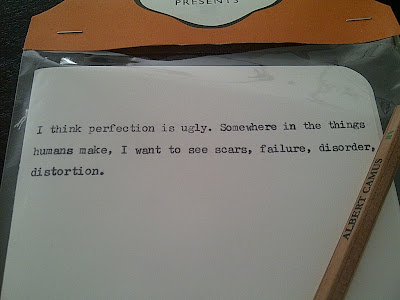 PRESENTS
I think perfection is ugly. Somewhere in the things
humans make, I want to see scars, failure, disorder,
distortion.
ALBERT CAMUS